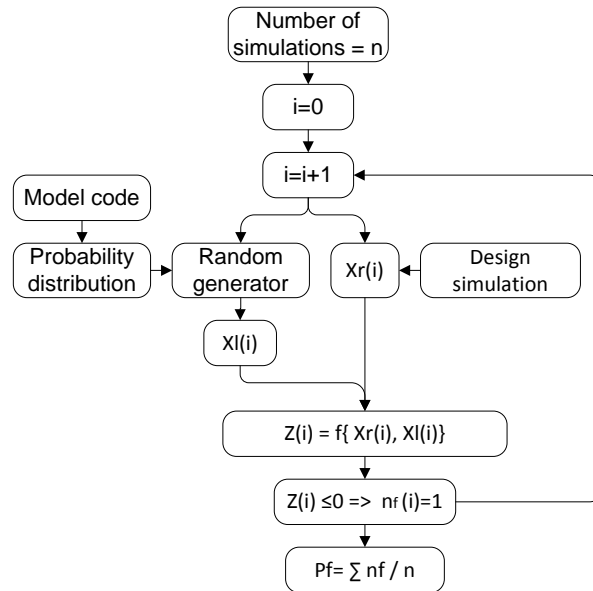 Number of
simulations = n
i=0
i=i+1
Model code
Probability
distribution
Random
generator
Xr(i)
Design
simulation
Xl(i)
Z(i) = f{ Xr(i), Xl(i)}
Z(i) ≤0 => nf (i)=1
Pf= ∑ nf / n